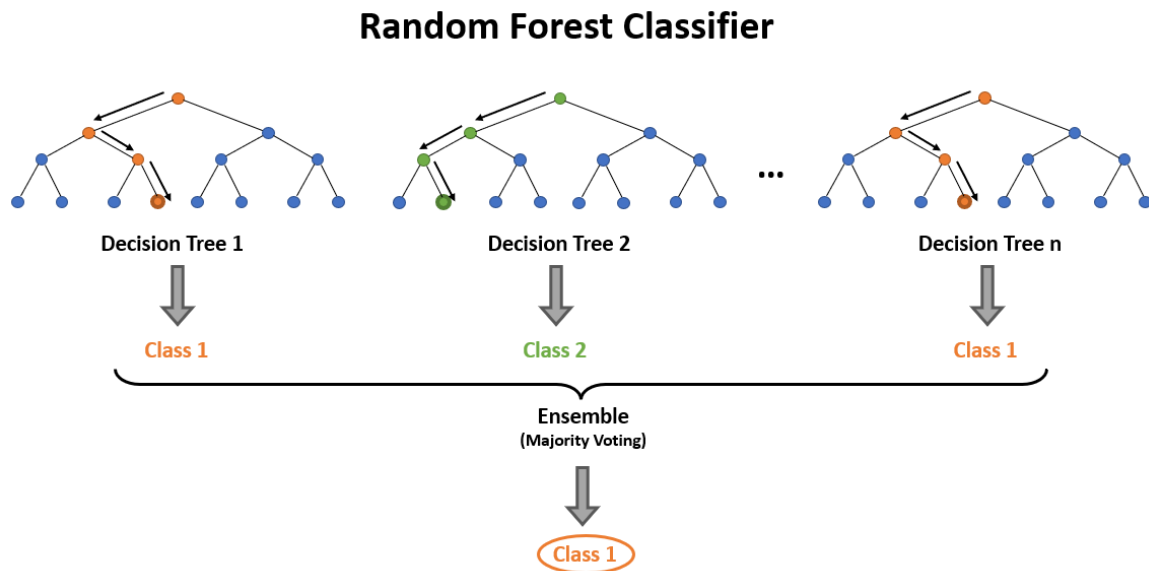 Random Forest Classifier
...
Decision Tree 1
Decision Tree 2
Decision Tree n
Class 1
Class 2
Class 1
Ensemble
(Majority Voting)
Class 1